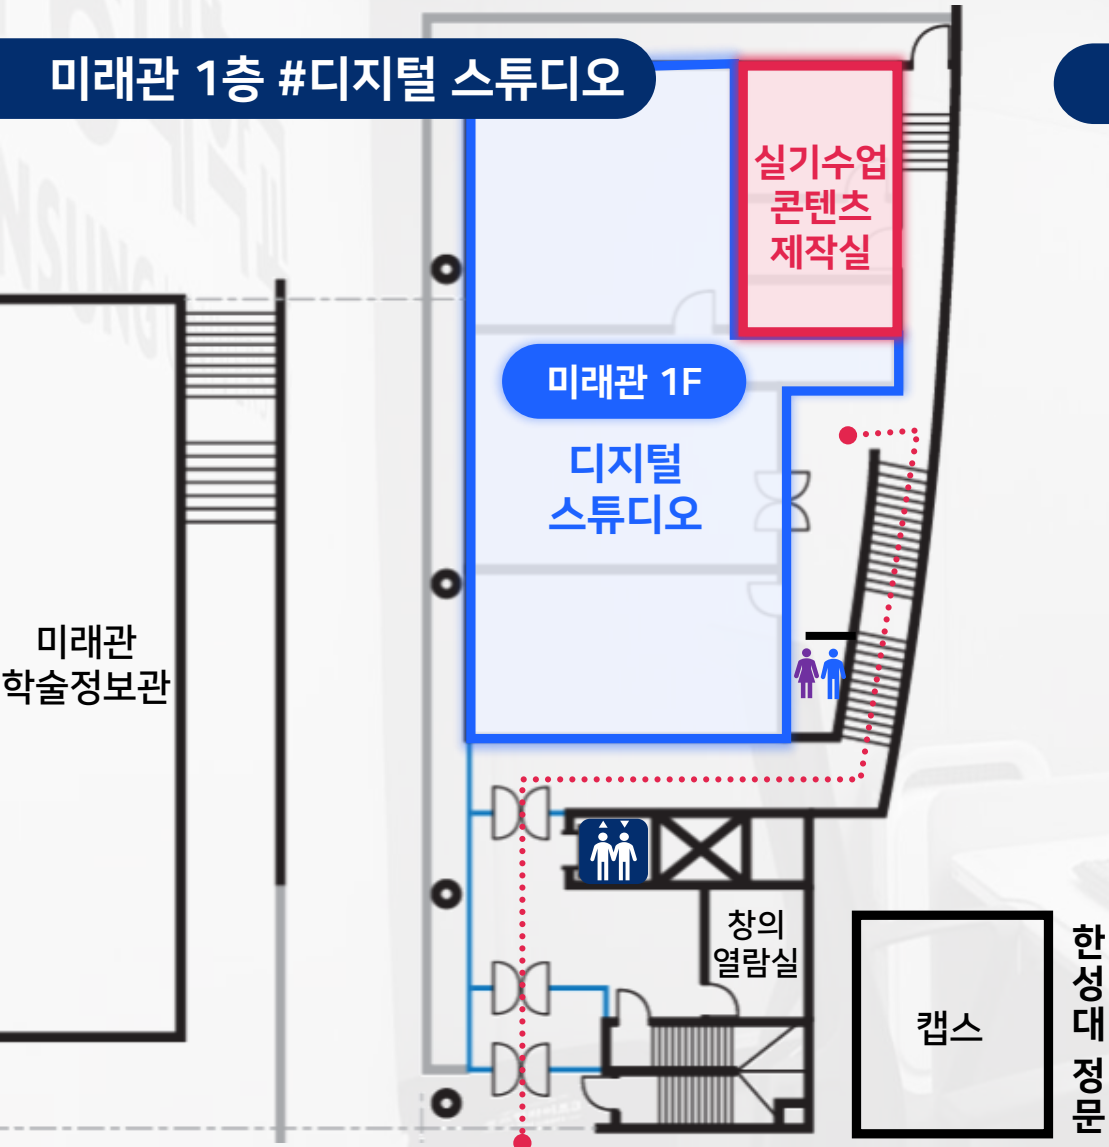 미래관 1층 #디지털 스튜디오
실기수업
콘텐츠
제작실
미래관 1F
디지털
스튜디오
미래관
학술정보관
창의
열람실
캡스
한성대 정문